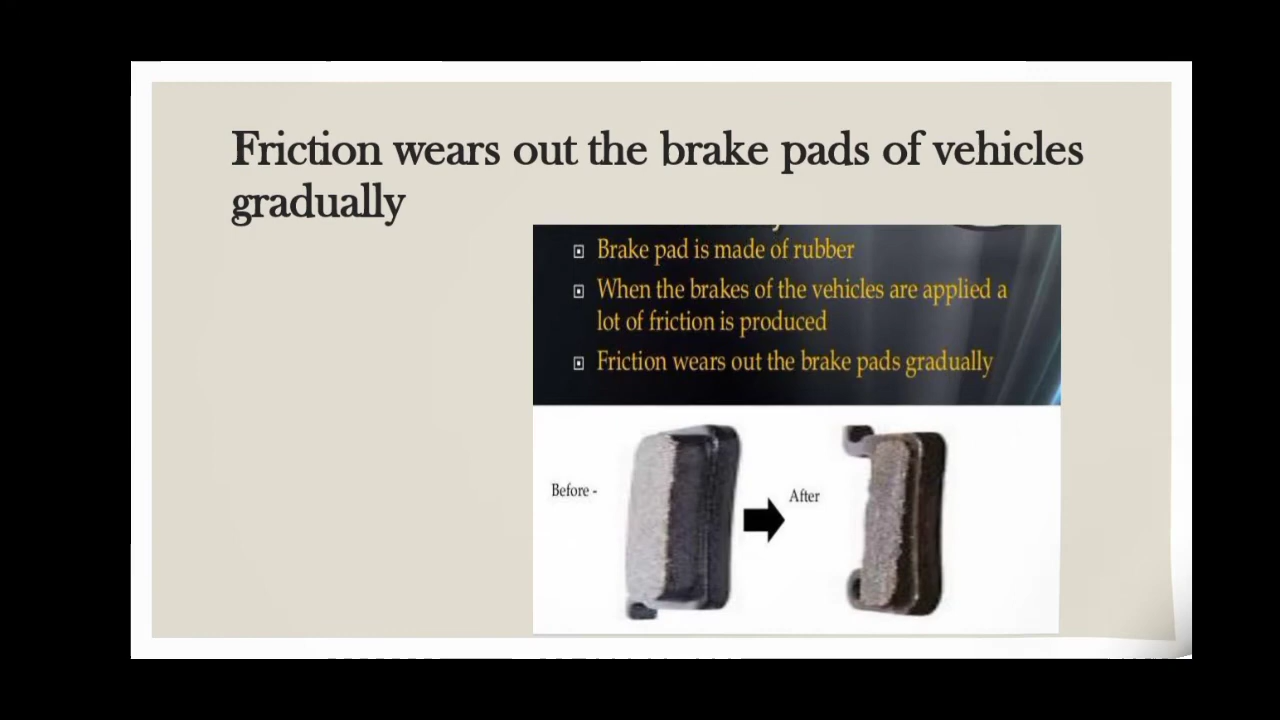 Friction wears out the brake pads of vehicles
gradually
Brake pad is made of rubber
When the brakes of the vehicles are applied a
lot of friction is produced
Friction wears out the brake pads gradually
Before -
After